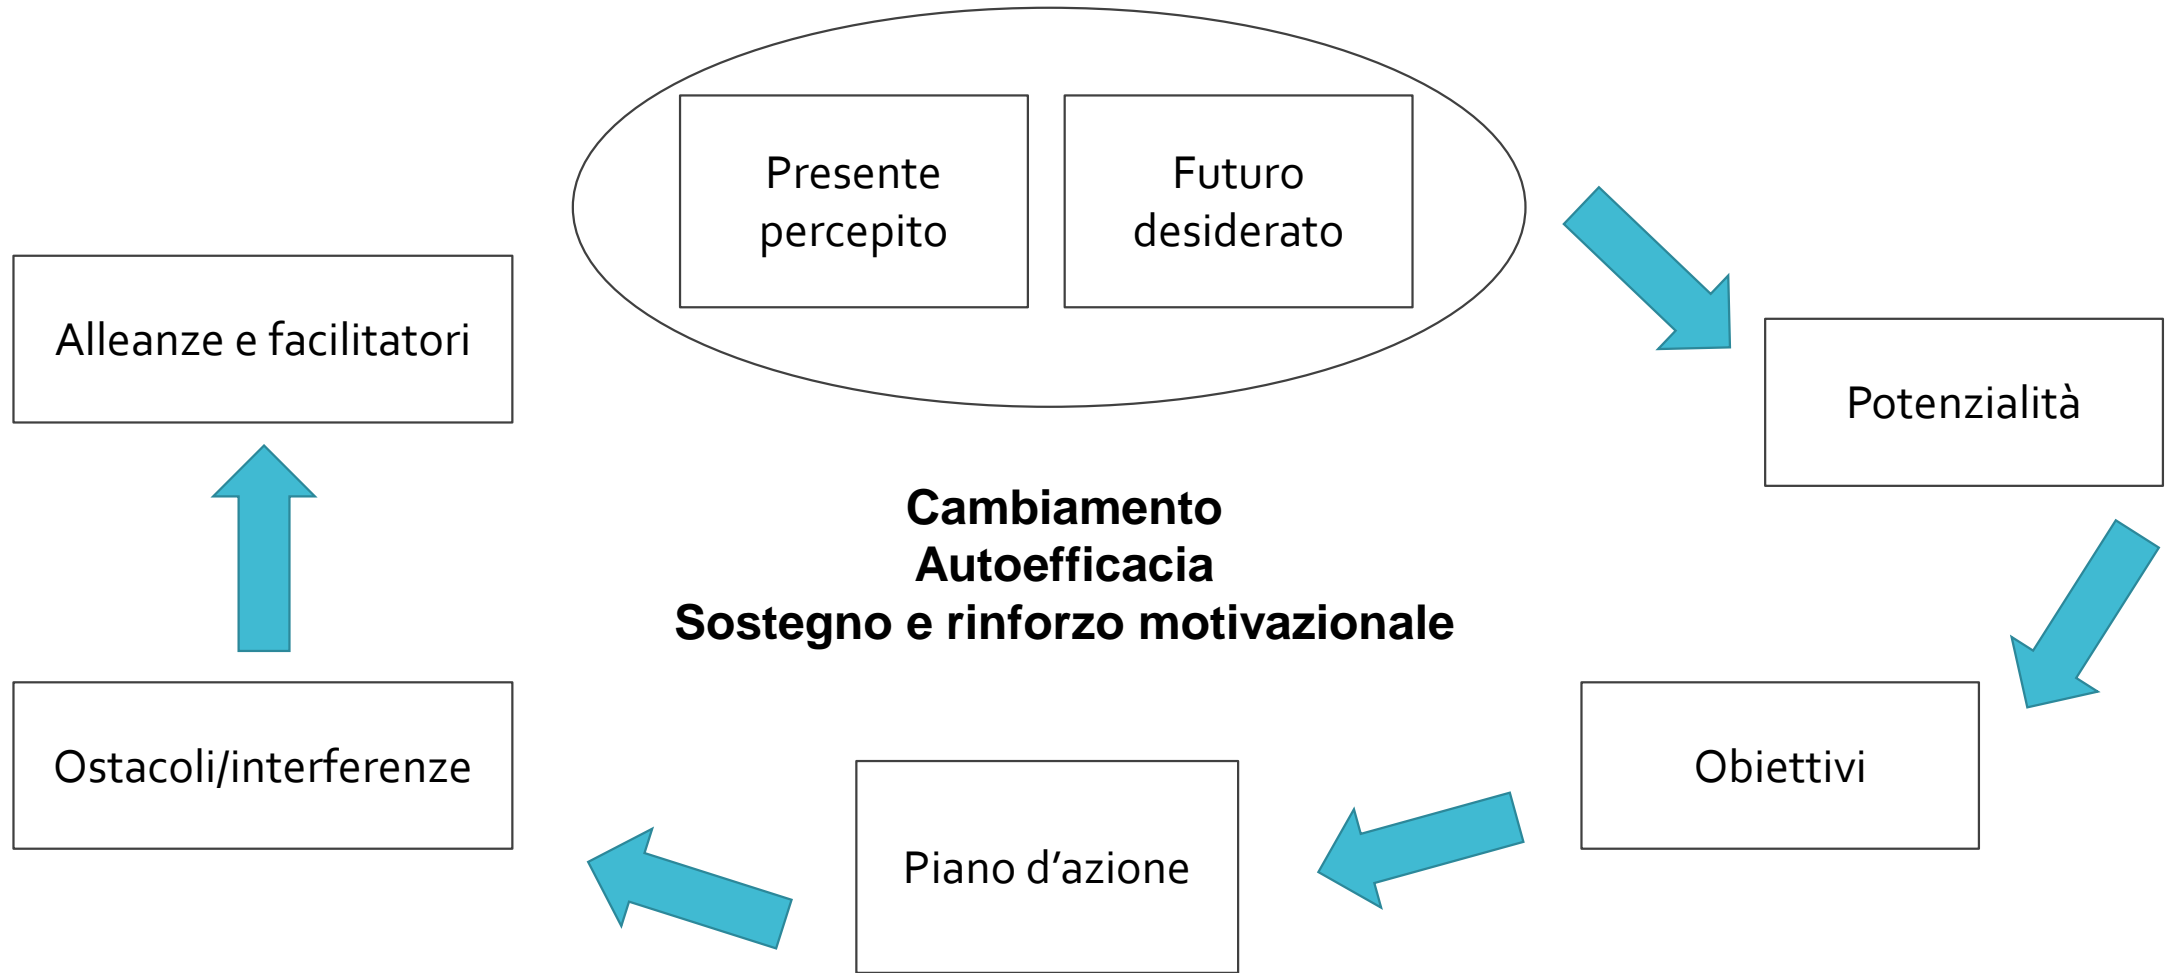 Presente
percepito
Futuro
desiderato
Alleanze e facilitatori
Potenzialità
Cambiamento
Autoefficacia
Sostegno e rinforzo motivazionale
Ostacoli/interferenze
Obiettivi
Piano d’azione